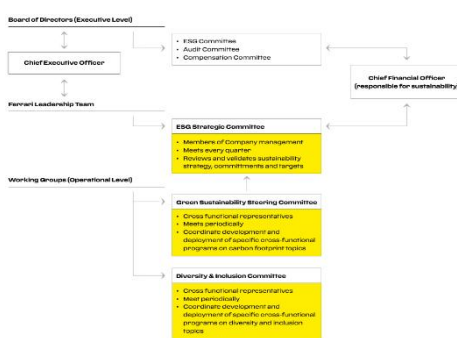 Board of Directors (Executive Level)
• ESG Committee
• Audit Committee
• Compensation Committee
Chief Executive Officer
Chief Financial Officer
(responsible for sustainability)
Ferrari Leadership Team
ESG Strategic Committee
• Members of Company management
• Meets every quarter
• Reviews and validates sustainability
strategy, commitments and targets
Working Groups (Operational Level)
Green Sustainability Steering Committee
• Cross functional representatives
• Meets periodically
• Coordinate development and
deployment of specific cross-functional
programs on carbon footprint topics
Diversity & Inclusion Committee
• Cross functional representatives
• Meet periodically
• Coordinate development and
deployment of specific cross-functional
programs on diversity and inclusion
topics